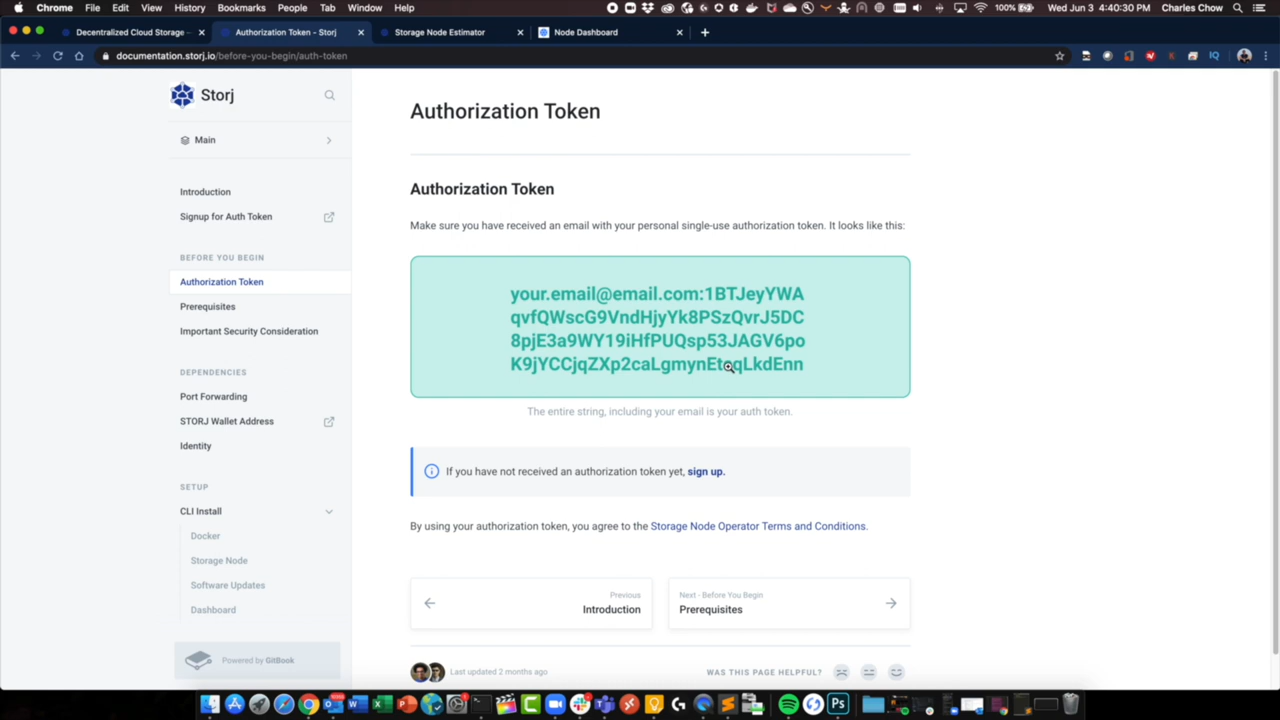 Chrome File Edit View History Bookmarks People Tab Window Help 100% Wed Jun 3 4:40:30 PM Charles Chow
Decentralized Cloud Storage - Authorization Token - Storj Storage Node Estimator Node Dashboard
documentation.storj.io/before-you-begin/auth-token
Storj
Main
Introduction
Signup for Auth Token
BEFORE YOU BEGIN
Authorization Token
Prerequisites
Important Security Consideration
DEPENDENCIES
Port Forwarding
STORJ Wallet Address
Identity
SETUP
CLI Install
Docker
Storage Node
Software Updates
Dashboard
Powered by GitBook
Authorization Token
Authorization Token
Make sure you have received an email with your personal single-use authorization token. It looks like this:
your.email@email.com:1BTJeyYWA
qvfQWscG9VndHjyYk8PSzQvrJ5DC
8pjE3a9WY19iHfPUQsp53JAGV6po
The entire string, including your email is your auth token.
If you have not received an authorization token yet, sign up.
By using your authorization token, you agree to the Storage Node Operator Terms and Conditions.
Previous
Introduction
Next - Before You Begin
Prerequisites
Last updated 2 months ago
WAS THIS PAGE HELPFUL?